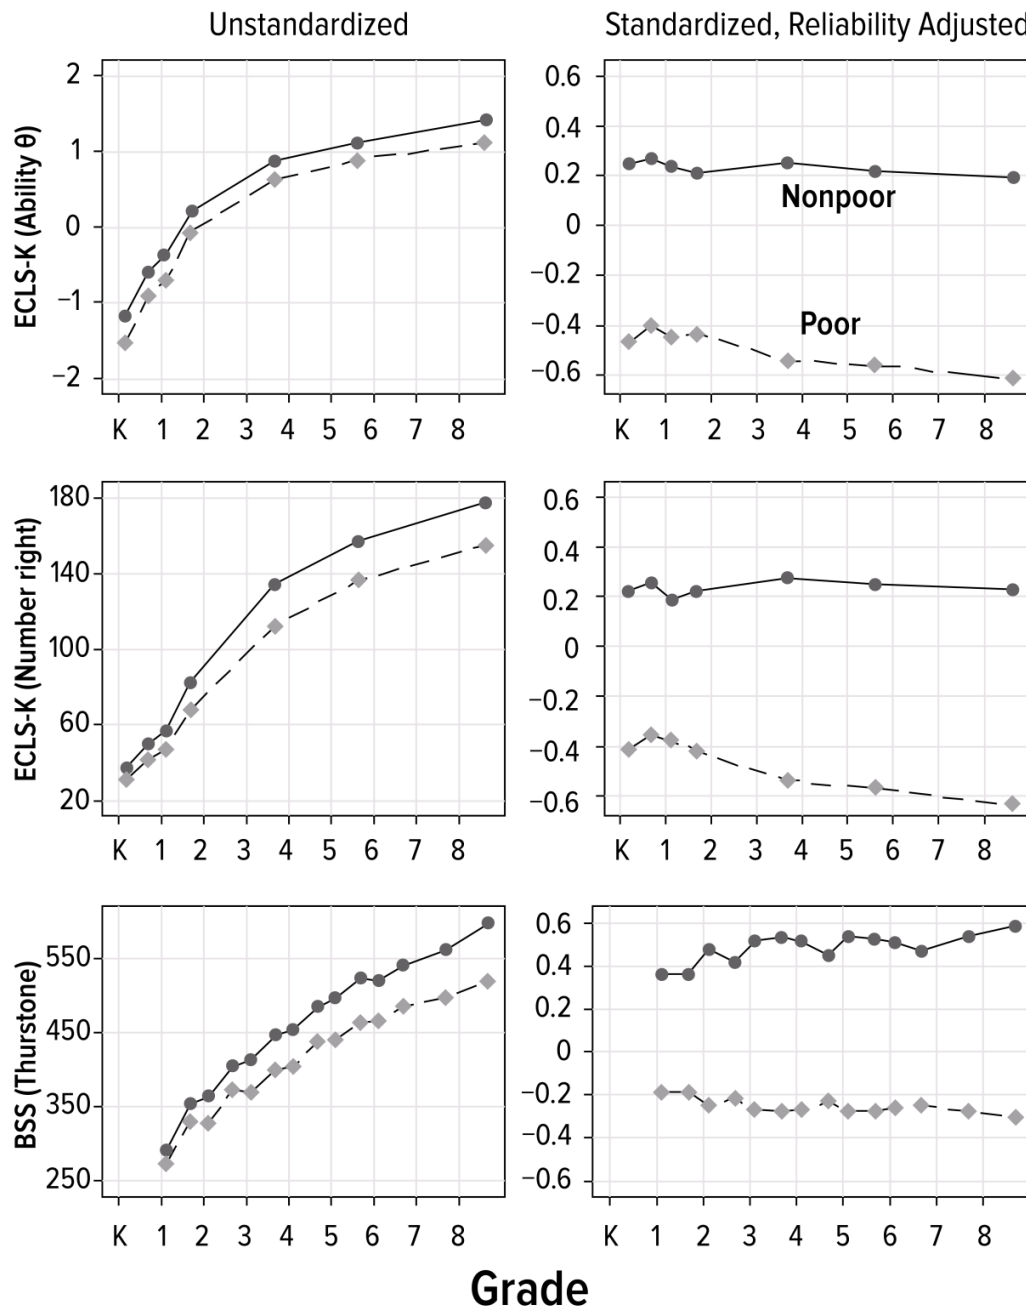 Unstandardized
Standardized, Reliability Adjusted
ECLS-K (Ability θ)
2
1
0
−1
−2
K 1 2 3 4 5 6 7 8
0.6
0.4
0.2
0
−0.2
−0.4
−0.6
Nonpoor
Poor
K 1 2 3 4 5 6 7 8
ECLS-K (Number right)
180
140
100
60
20
K 1 2 3 4 5 6 7 8
0.6
0.4
0.2
0
−0.2
−0.4
−0.6
K 1 2 3 4 5 6 7 8
BSS (Thurstone)
550
450
350
250
K 1 2 3 4 5 6 7 8
0.6
0.4
0.2
0
−0.2
−0.4
−0.6
K 1 2 3 4 5 6 7 8
Grade